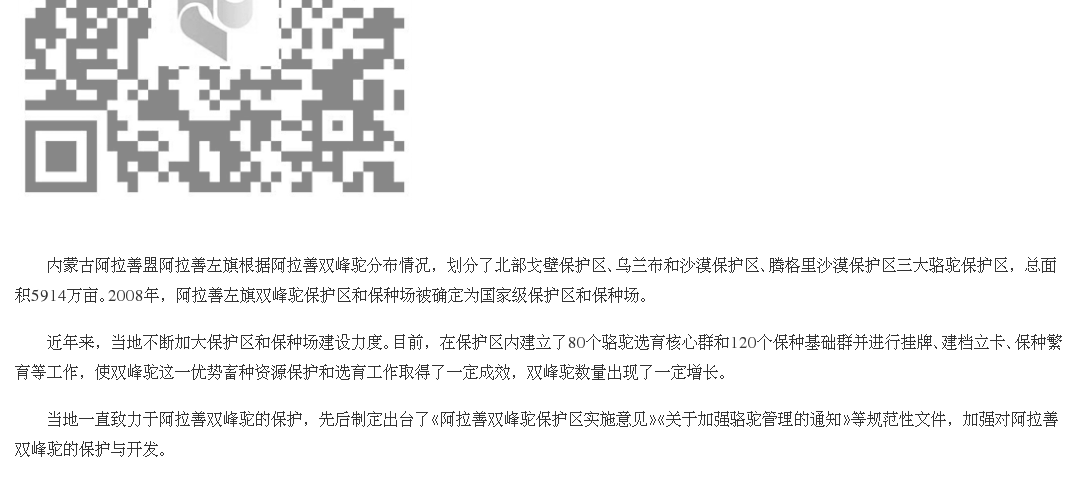 内蒙古阿拉善盟阿拉善左旗根据阿拉善双峰驼分布情况，划分了北部戈壁保护区、乌兰布和沙漠保护区、腾格里沙漠保护区三大骆驼保护区，总面
积5914万亩。2008年，阿拉善左旗双峰驼保护区和保种场被确定为国家级保护区和保种场。
近年来，当地不断加大保护区和保种场建设力度。目前，在保护区内建立了80个骆驼选育核心群和120个保种基础群并进行挂牌、建档立卡、保种繁
育等工作，使双峰驼这一优势畜种资源保护和选育工作取得了一定成效，双峰驼数量出现了一定增长。
当地一直致力于阿拉善双峰驼的保护，先后制定出台了《阿拉善双峰驼保护区实施意见》《关于加强骆驼管理的通知》等规范性文件，加强对阿拉善
双峰驼的保护与开发。